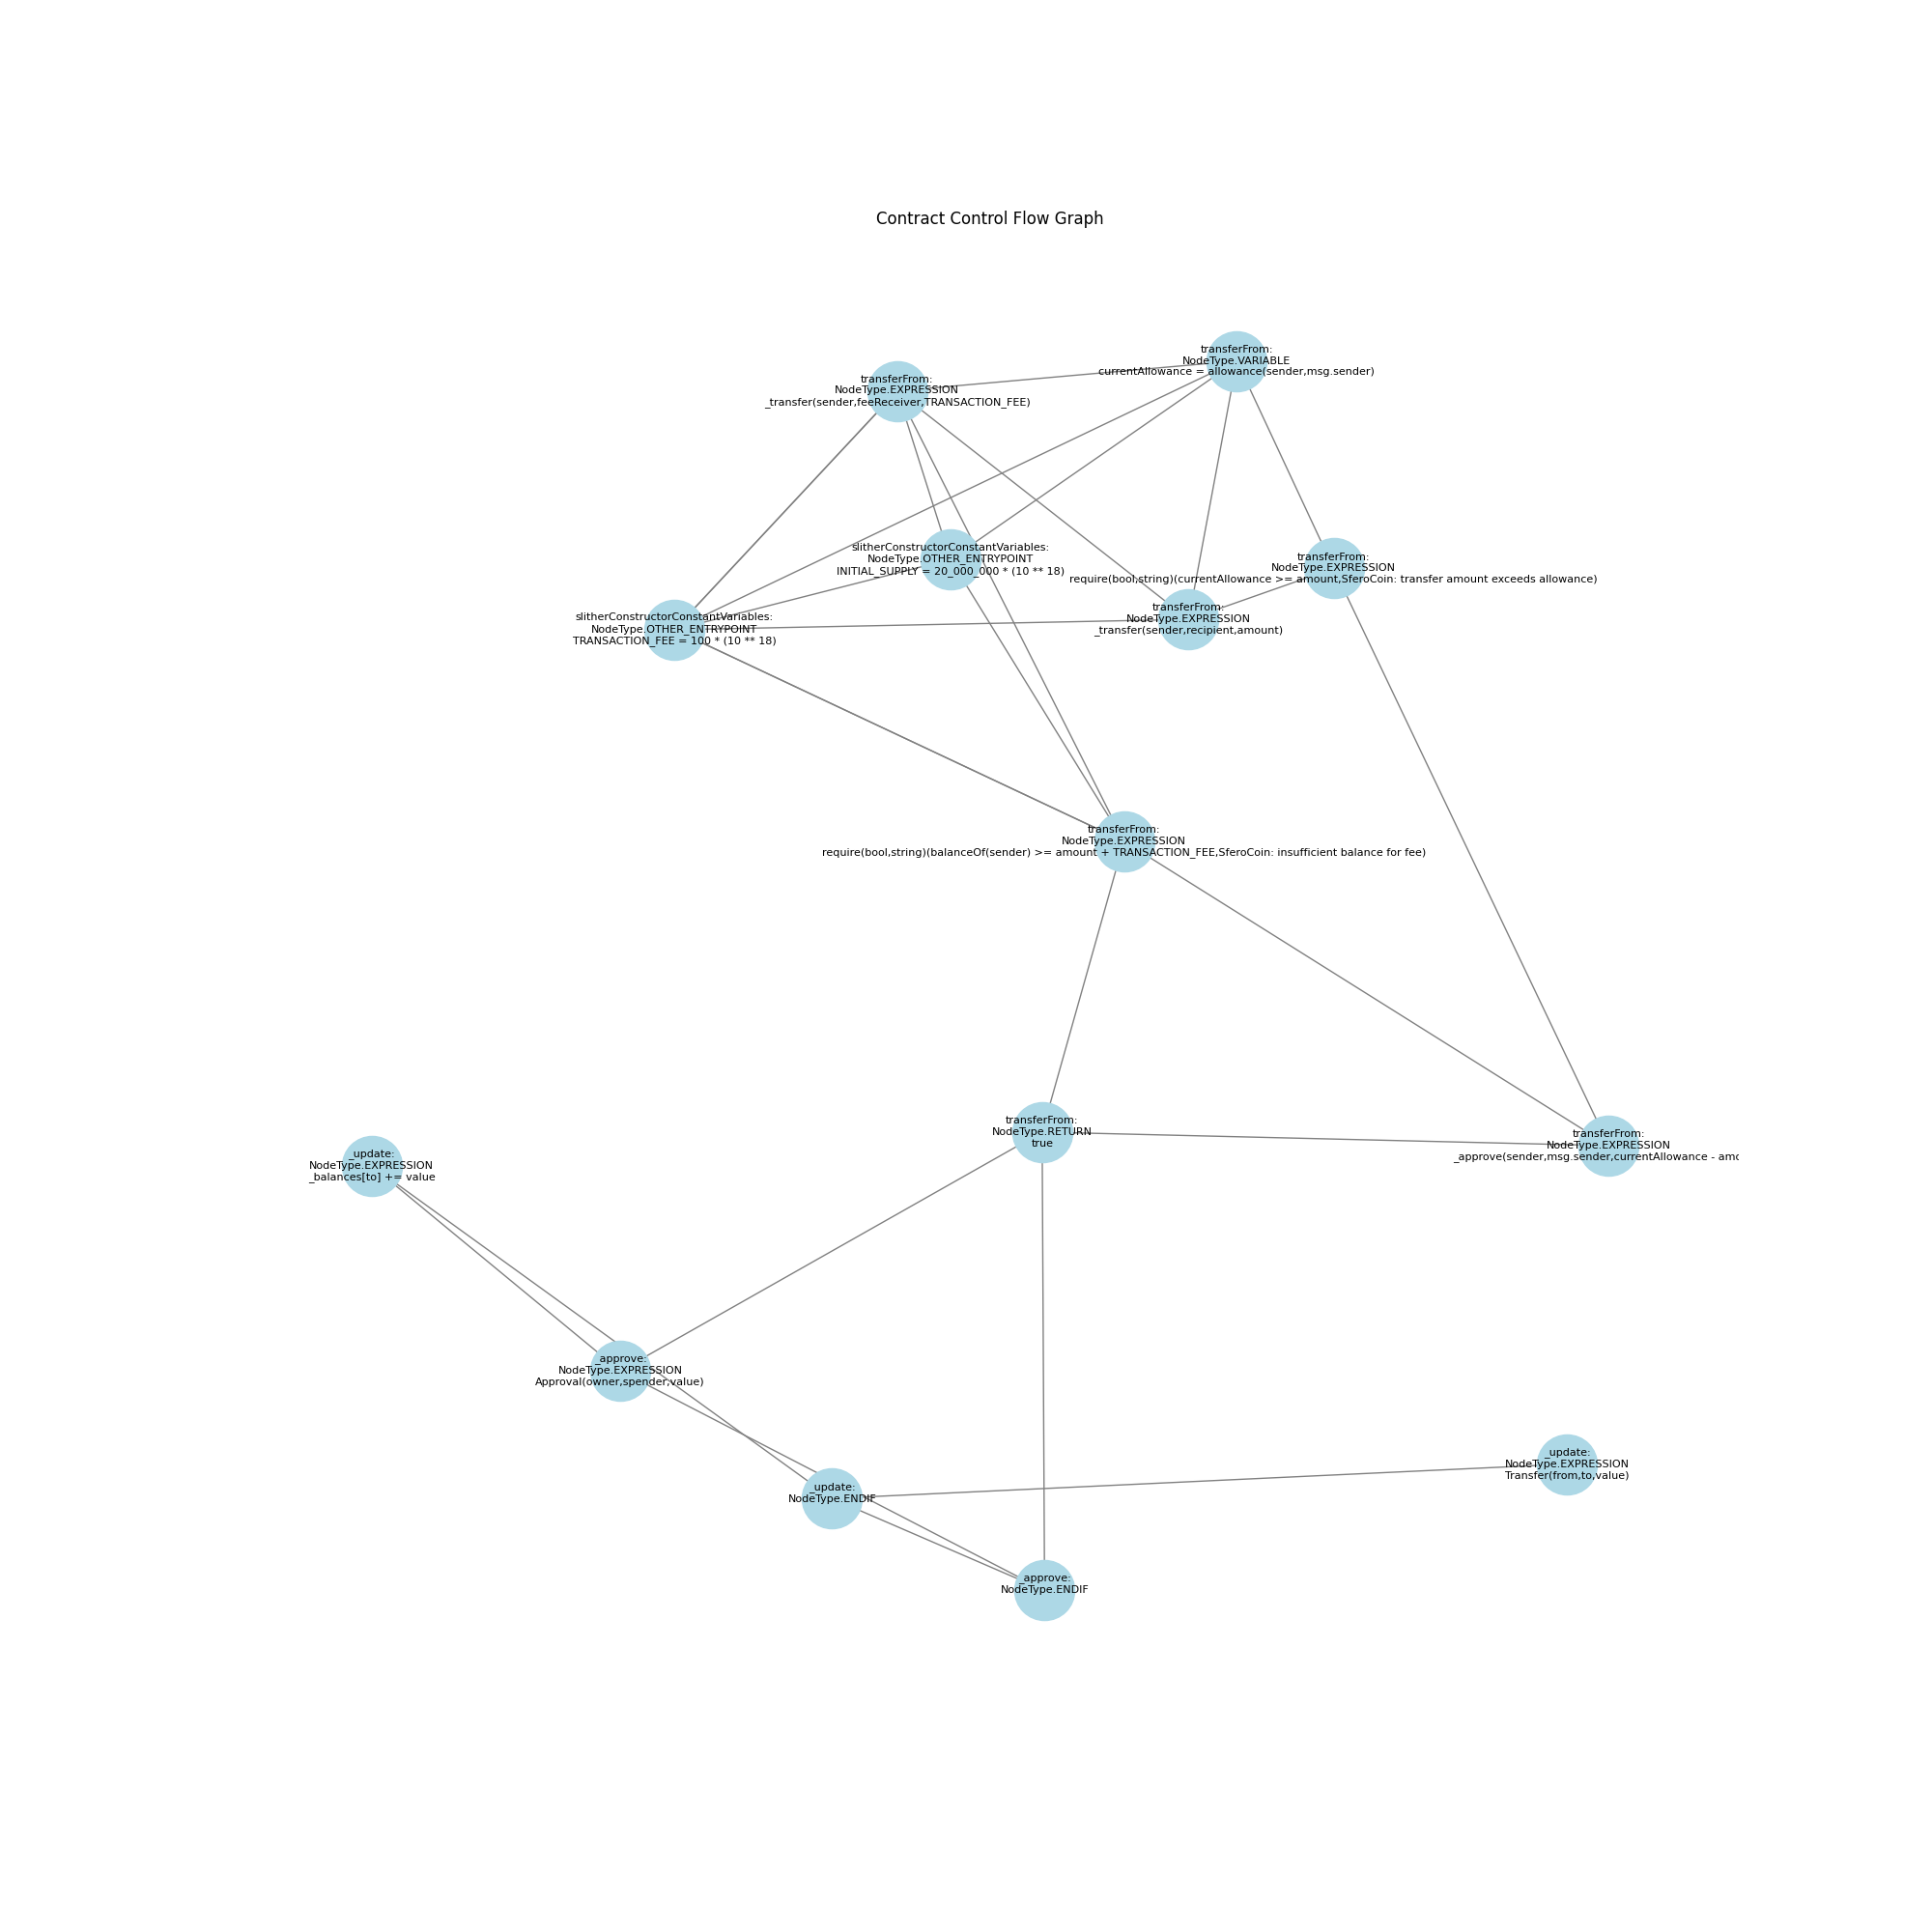 Contract Control Flow Graph
transferFrom:
NodeType.VARIABLE
currentAllowance = allowance(sender,msg.sender)
transferFrom:
NodeType.EXPRESSION
_transfer(sender,feeReceiver,TRANSACTION_FEE)
slitherConstructorConstantVariables:
NodeType.OTHER_ENTRYPOINT
INITIAL_SUPPLY = 20_000_000 * (10 ** 18)
transferFrom:
NodeType.EXPRESSION
require(bool,string)(currentAllowance >= amount,SferoCoin: transfer amount exceeds allowance)
transferFrom:
NodeType.EXPRESSION
_transfer(sender,recipient,amount)
slitherConstructorConstantVariables:
NodeType.OTHER_ENTRYPOINT
TRANSACTION_FEE = 100 * (10 ** 18)
transferFrom:
NodeType.EXPRESSION
require(bool,string)(balanceOf(sender) >= amount + TRANSACTION_FEE,SferoCoin: insufficient balance for fee)
transferFrom:
NodeType.RETURN
true
transferFrom:
NodeType.EXPRESSION
_approve(sender,msg.sender,currentAllowance - amo
_update:
NodeType.EXPRESSION
_balances[to] += value
_approve:
NodeType.EXPRESSION
Approval(owner,spender,value)
_update:
NodeType.EXPRESSION
Transfer(from,to,value)
_update:
NodeType.ENDIF
_approve:
NodeType.ENDIF